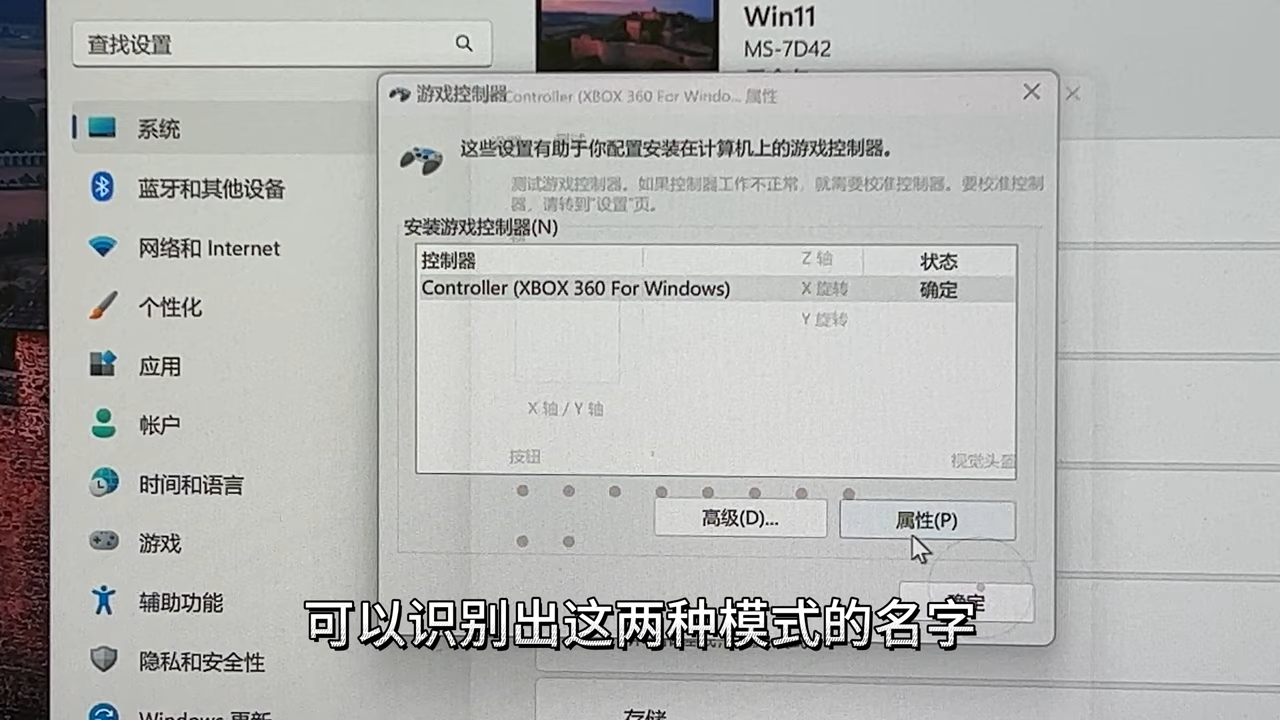 Win11
MS-7D42
查找设置
系统
蓝牙和其他设备
网络和 Internet
个性化
应用
帐户
时间和语言
游戏
辅助功能
隐私和安全性
Windows 更新
游戏控制器
Controller (XBOX 360 For Windo... 属性
这些设置有助于你配置安装在计算机上的游戏控制器。
测试游戏控制器。如果控制器工作不正常，就需要校准控制器。要校准控制
器，请转到"设置"页。
安装游戏控制器(N)
控制器
Z 轴
状态
Controller (XBOX 360 For Windows)
X 旋转
确定
Y 旋转
X 轴 / Y 轴
按钮
视觉头盔
高级(D)...
属性(P)
确定
可以识别出这两种模式的名字
存储